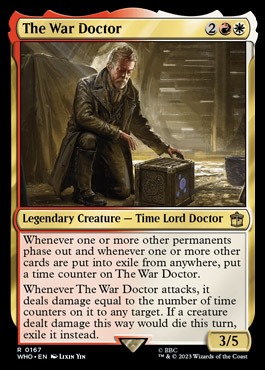 The War Doctor 2RW
Legendary Creature — Time Lord Doctor
Whenever one or more other permanents
phase out and whenever one or more other
cards are put into exile from anywhere, put
a time counter on The War Doctor.
Whenever The War Doctor attacks, it
deals damage equal to the number of time
counters on it to any target. If a creature
dealt damage this way would die this turn,
exile it instead.
3/5
R 0167
WHO • EN LIXIN YIN
© BBC
™ & © 2023 Wizards of the Coast